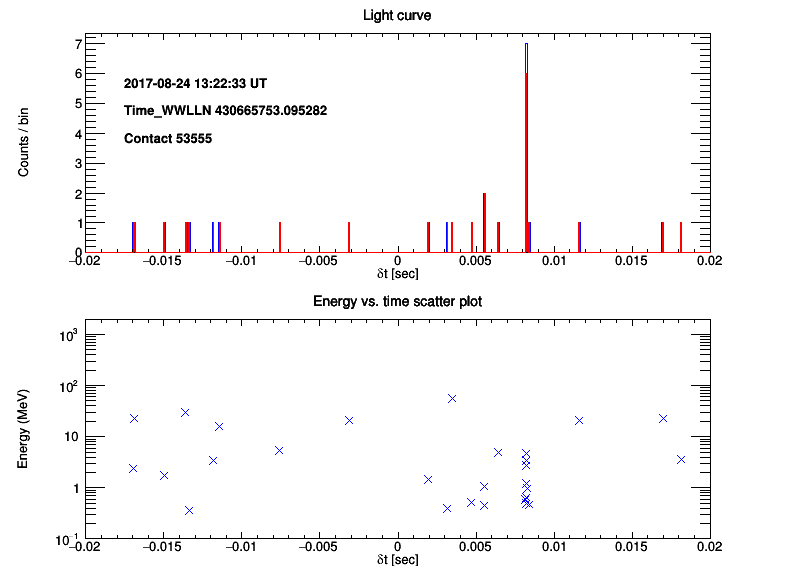 Light curve
Counts / bin
7
6
5
4
3
2
1
0
2017-08-24 13:22:33 UT
Time_WWLLN 430665753.095282
Contact 53555
−0.02 −0.015 −0.01 −0.005 0 0.005 0.01 0.015 0.02
δt [sec]
Energy vs. time scatter plot
Energy (MeV)
10³
10²
10
1
10⁻¹
−0.02 −0.015 −0.01 −0.005 0 0.005 0.01 0.015 0.02
δt [sec]